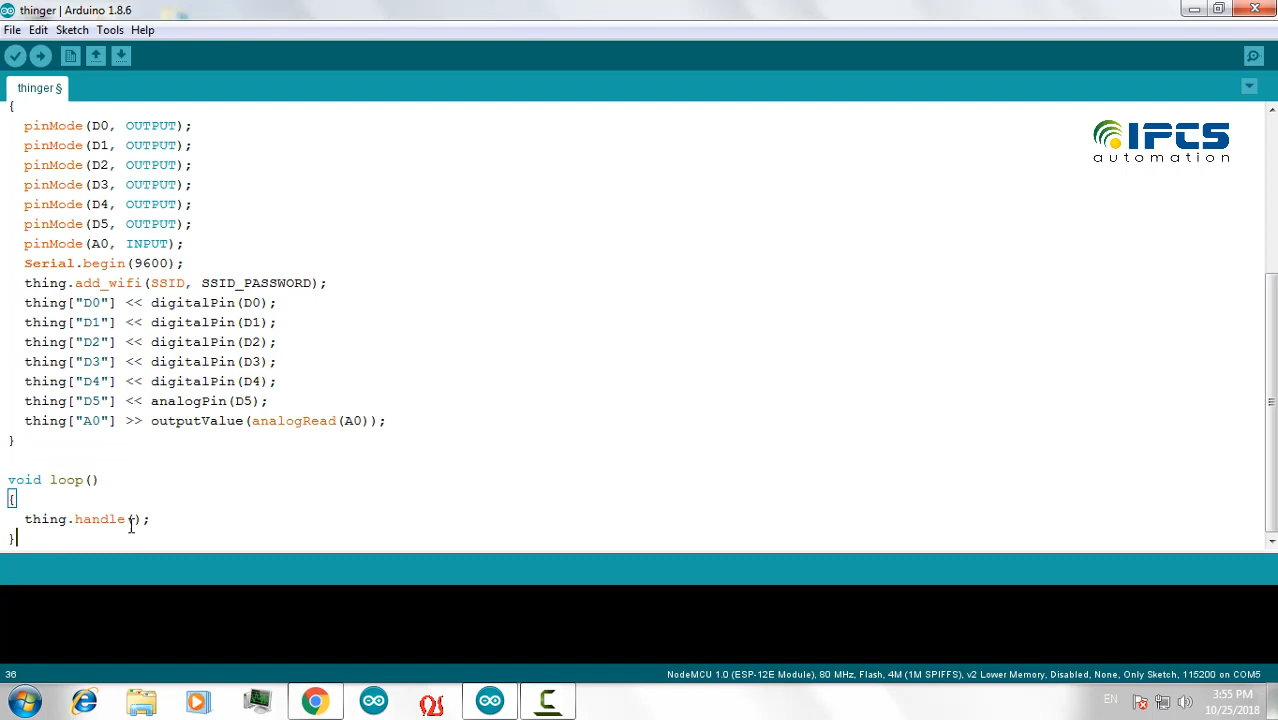 thinger | Arduino 1.8.6
File Edit Sketch Tools Help
thinger §
{
pinMode(D0, OUTPUT);
pinMode(D1, OUTPUT);
pinMode(D2, OUTPUT);
pinMode(D3, OUTPUT);
pinMode(D4, OUTPUT);
pinMode(D5, OUTPUT);
pinMode(A0, INPUT);
Serial.begin(9600);
thing.add_wifi(SSID, SSID_PASSWORD);
thing["D0"] << digitalPin(D0);
thing["D1"] << digitalPin(D1);
thing["D2"] << digitalPin(D2);
thing["D3"] << digitalPin(D3);
thing["D4"] << digitalPin(D4);
thing["D5"] << analogPin(D5);
thing["A0"] >> outputValue(analogRead(A0));
}
void loop()
{
thing.handle();
}
IPCS
automation
36
NodeMCU 1.0 (ESP-12E Module), 80 MHz, Flash, 4M (1M SPIFFS), v2 Lower Memory, Disabled, None, Only Sketch, 115200 on COM5
EN
3:55 PM
10/25/2018